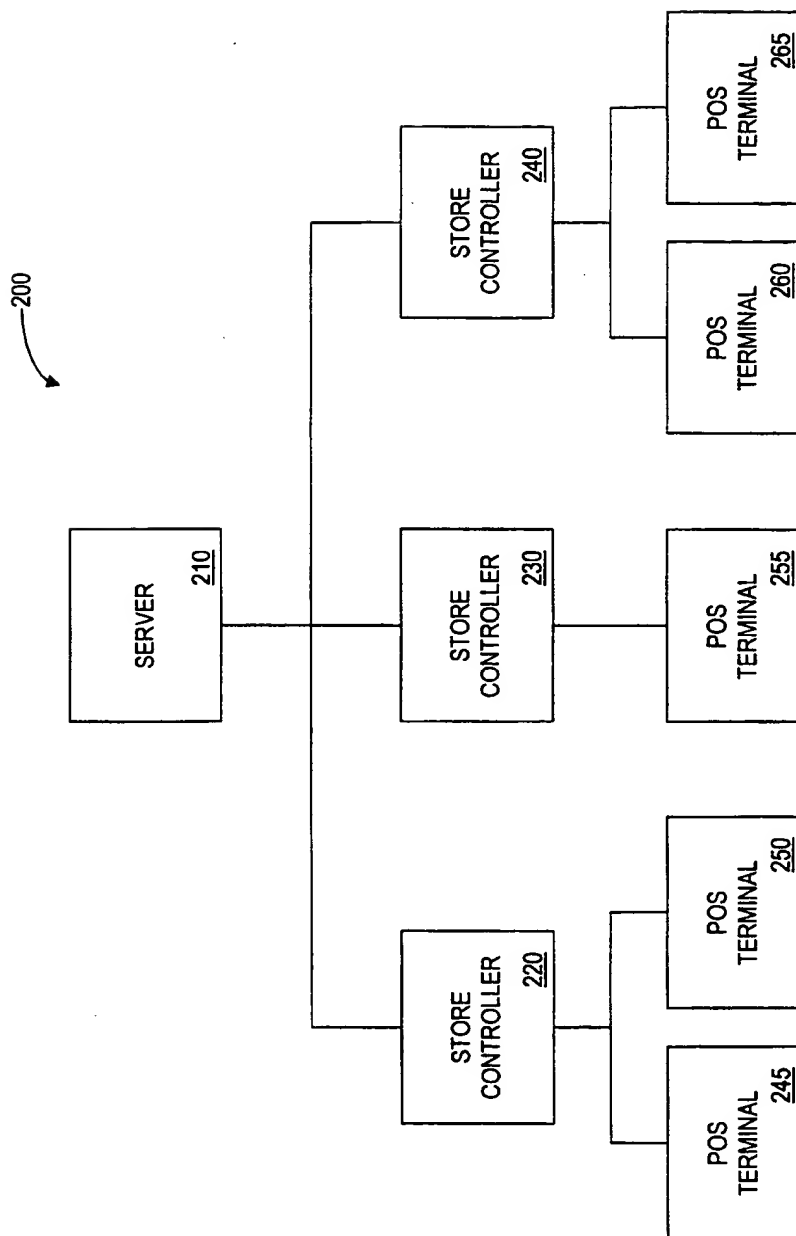 200
SERVER
210
STORE
CONTROLLER
220
STORE
CONTROLLER
230
STORE
CONTROLLER
240
POS
TERMINAL
245
POS
TERMINAL
250
POS
TERMINAL
255
POS
TERMINAL
260
POS
TERMINAL
265